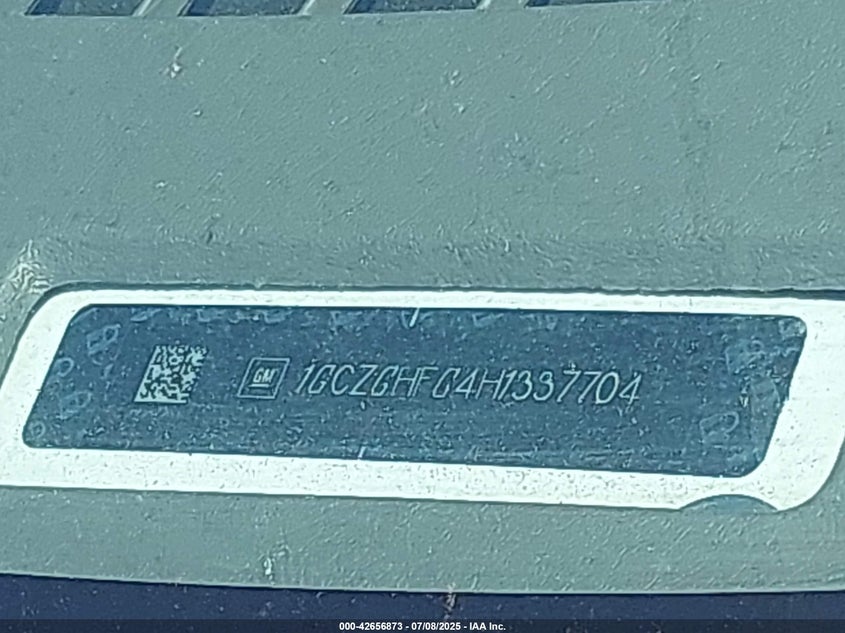 GM 1GCZGHFG4H1337704
000-42656873 - 07/08/2025 - IAA Inc.